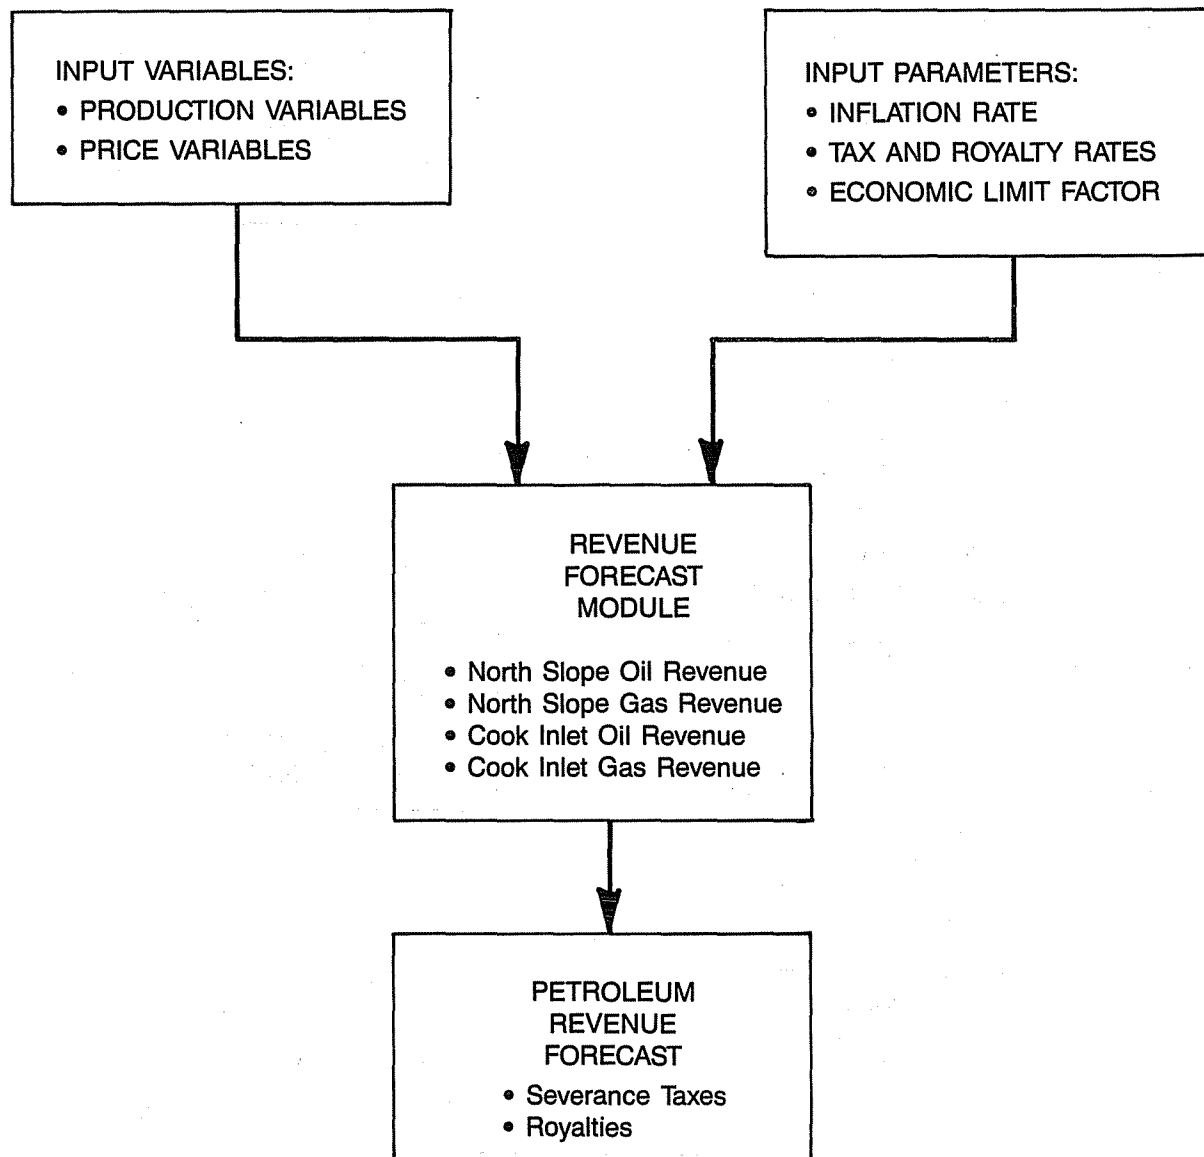 INPUT VARIABLES:
• PRODUCTION VARIABLES
• PRICE VARIABLES
INPUT PARAMETERS:
• INFLATION RATE
• TAX AND ROYALTY RATES
• ECONOMIC LIMIT FACTOR
REVENUE
FORECAST
MODULE
• North Slope Oil Revenue
• North Slope Gas Revenue
• Cook Inlet Oil Revenue
• Cook Inlet Gas Revenue
PETROLEUM
REVENUE
FORECAST
• Severance Taxes
• Royalties